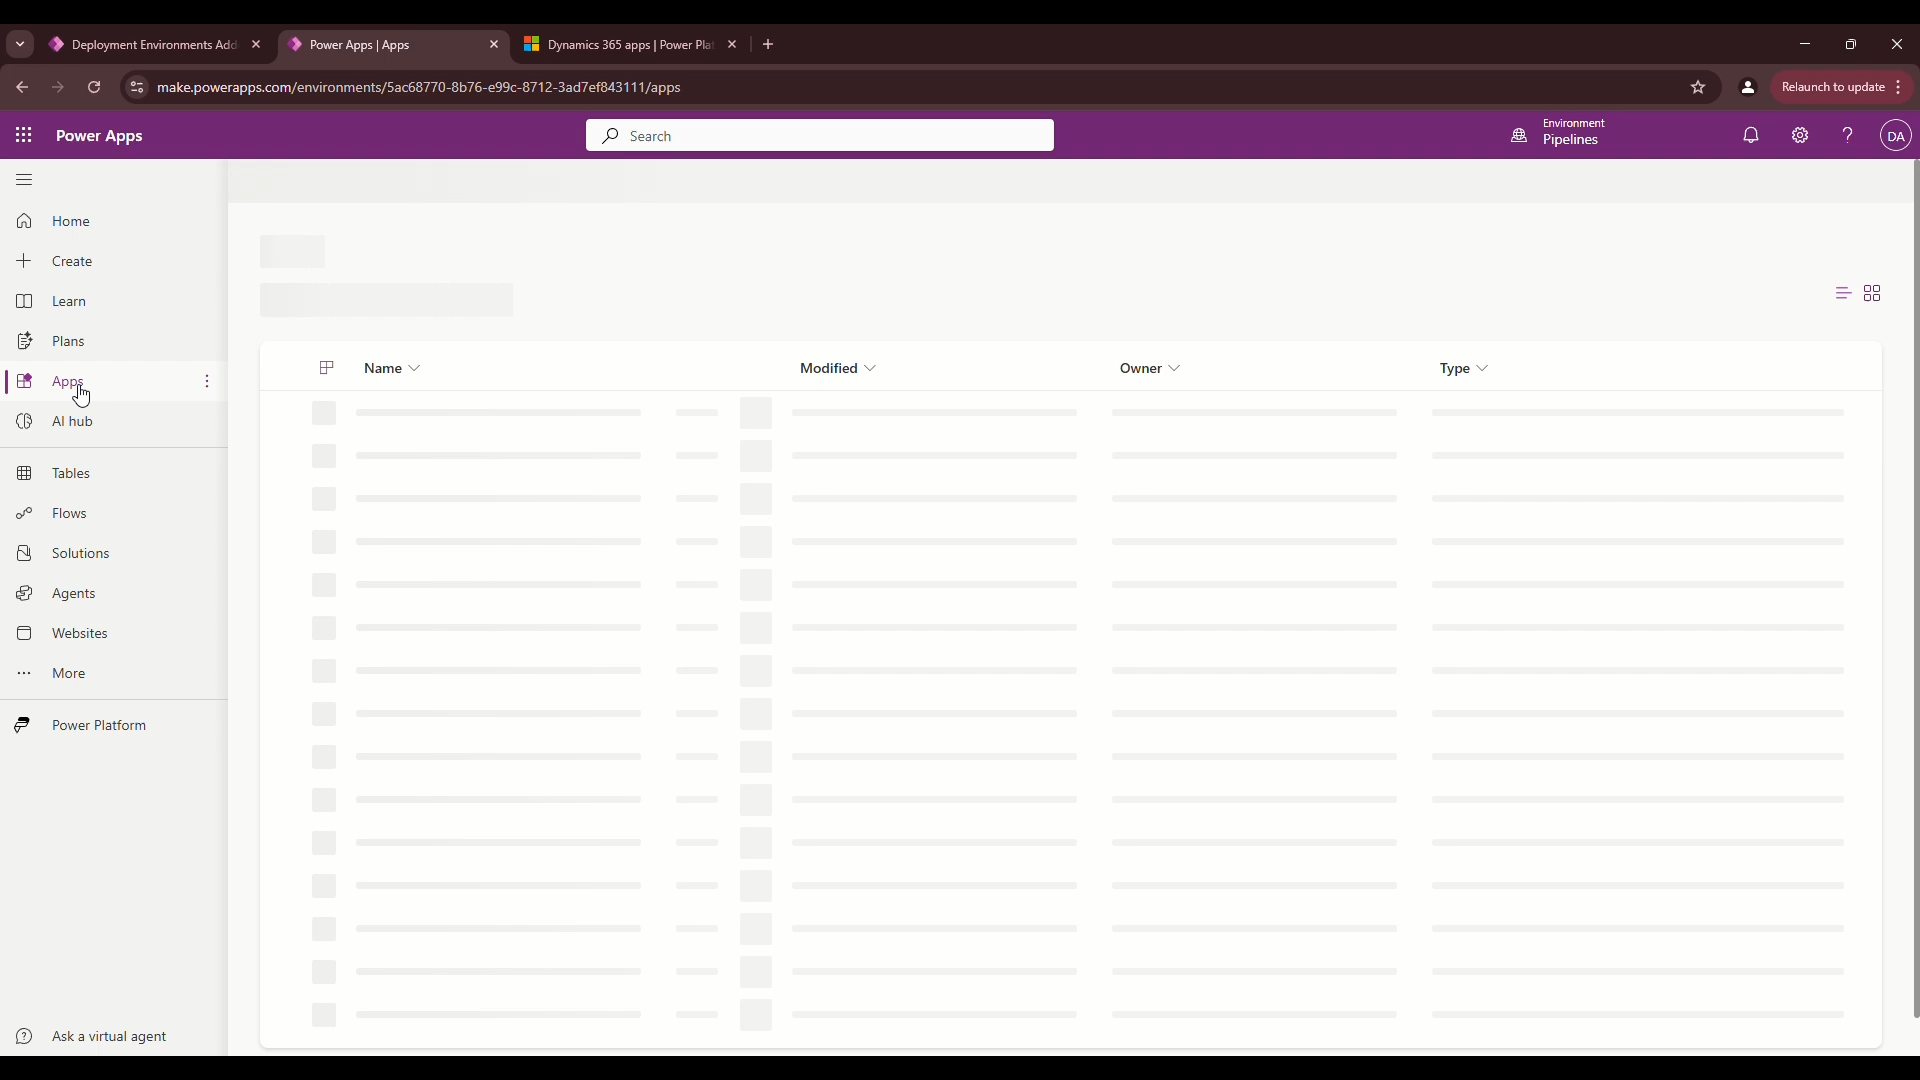 Deployment Environments Add
Power Apps | Apps
Dynamics 365 apps | Power Pla
make.powerapps.com/environments/5ac68770-8b76-e99c-8712-3ad7ef843111/apps
Relaunch to update
Power Apps
Search
Environment
Pipelines
DA
Home
Create
Learn
Plans
Apps
AI hub
Tables
Flows
Solutions
Agents
Websites
More
Power Platform
Ask a virtual agent
Name
Modified
Owner
Type